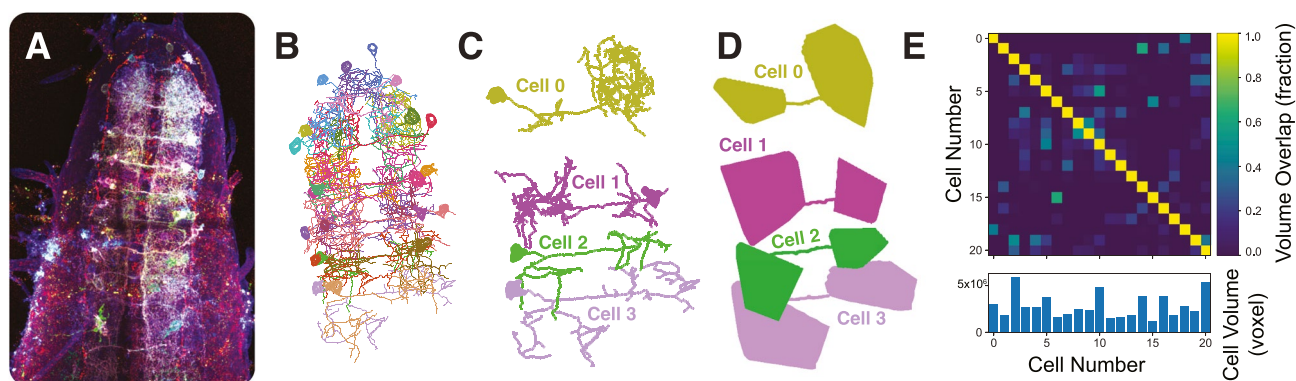 A
B
C
D
E
Cell 0
Cell 1
Cell 2
Cell 3
Cell 0
Cell 1
Cell 2
Cell 3
0
5
10
15
20
Cell Number
1.0
0.8
0.6
0.4
0.2
0.0
Volume Overlap (fraction)
5x10⁶
0
0
5
10
15
20
Cell Number
Cell Volume
(voxel)